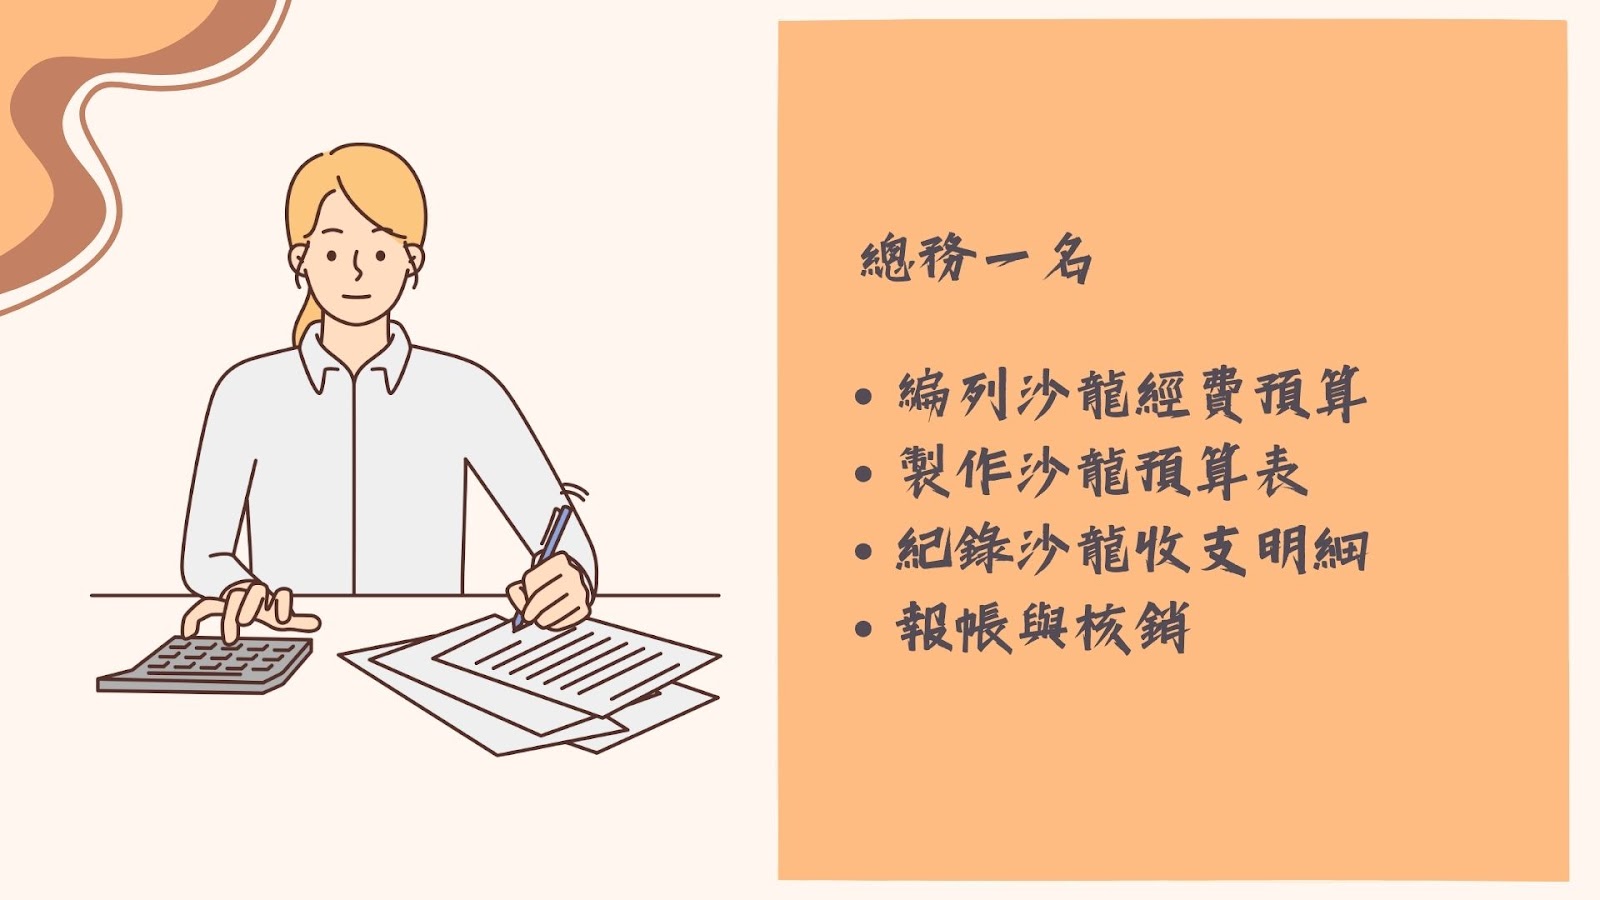 總務一名
• 編列沙龍經費預算
• 製作沙龍預算表
• 紀錄沙龍收支明細
• 報帳與核銷